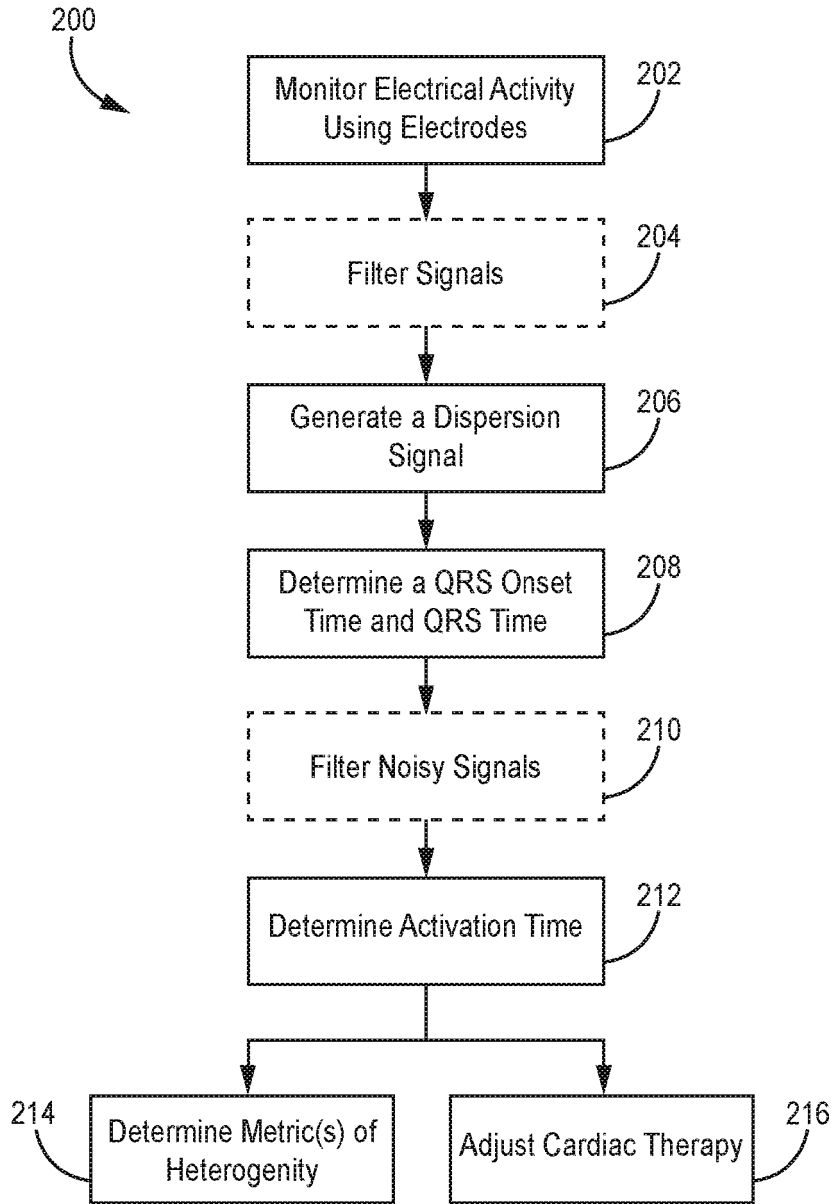 200
Monitor Electrical Activity
Using Electrodes
202
Filter Signals
204
Generate a Dispersion
Signal
206
Determine a QRS Onset
Time and QRS Time
208
Filter Noisy Signals
210
Determine Activation Time
212
214
Determine Metric(s) of
Heterogenity
Adjust Cardiac Therapy
216